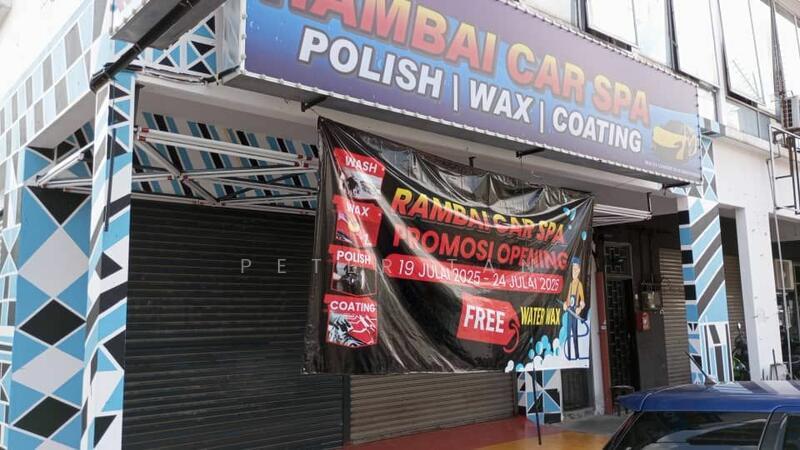 RAMBAI CAR SPA
POLISH | WAX | COATING
WASH
WAX
POLISH
COATING
RAMBAI CAR SPA
PROMOSI OPENING
19 JULAI 2025 - 24 JULAI 2025
FREE
WATER WAX